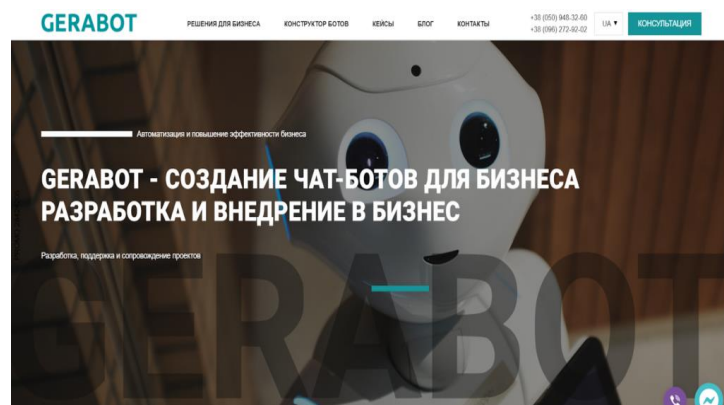 GERABOT
РЕШЕНИЯ ДЛЯ БИЗНЕСА
КОНСТРУКТОР БОТОВ
КЕЙСЫ
БЛОГ
КОНТАКТЫ
+38 (050) 948-32-60
+38 (096) 272-92-02
UA
КОНСУЛЬТАЦИЯ
Автоматизация и повышение эффективности бизнеса
GERABOT - СОЗДАНИЕ ЧАТ-БОТОВ ДЛЯ БИЗНЕСА
РАЗРАБОТКА И ВНЕДРЕНИЕ В БИЗНЕС
Разработка, поддержка и сопровождение проектов
GERABOT